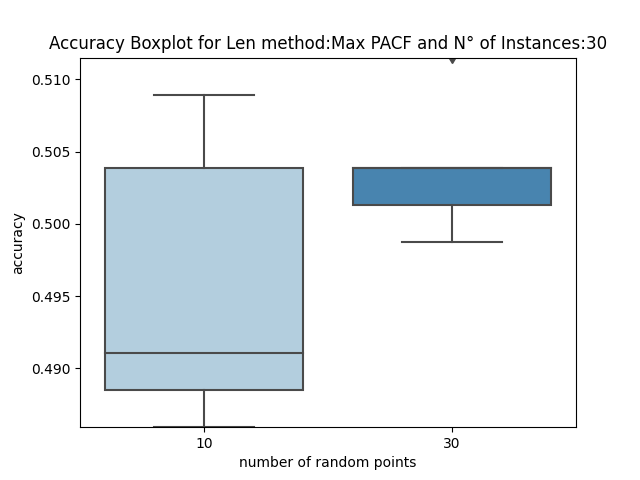 Accuracy Boxplot for Len method:Max PACF and N° of Instances:30
0.510
0.505
0.500
0.495
0.490
accuracy
10
30
number of random points